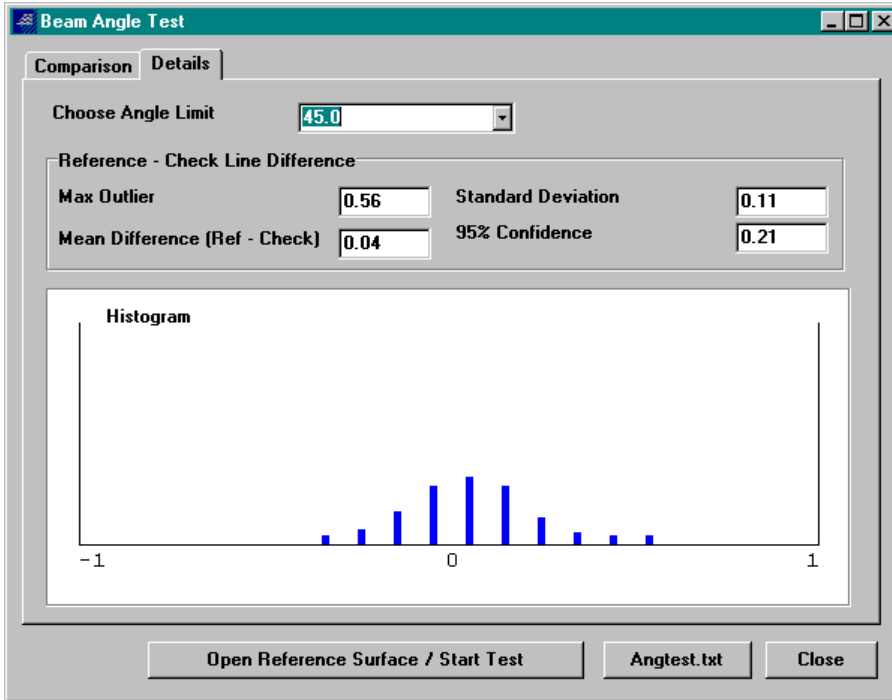 Beam Angle Test
Comparison Details
Choose Angle Limit 45.0
Reference - Check Line Difference
Max Outlier 0.56 Standard Deviation 0.11
Mean Difference (Ref - Check) 0.04 95% Confidence 0.21
Histogram
-1 0 1
Open Reference Surface / Start Test Angtest.txt Close